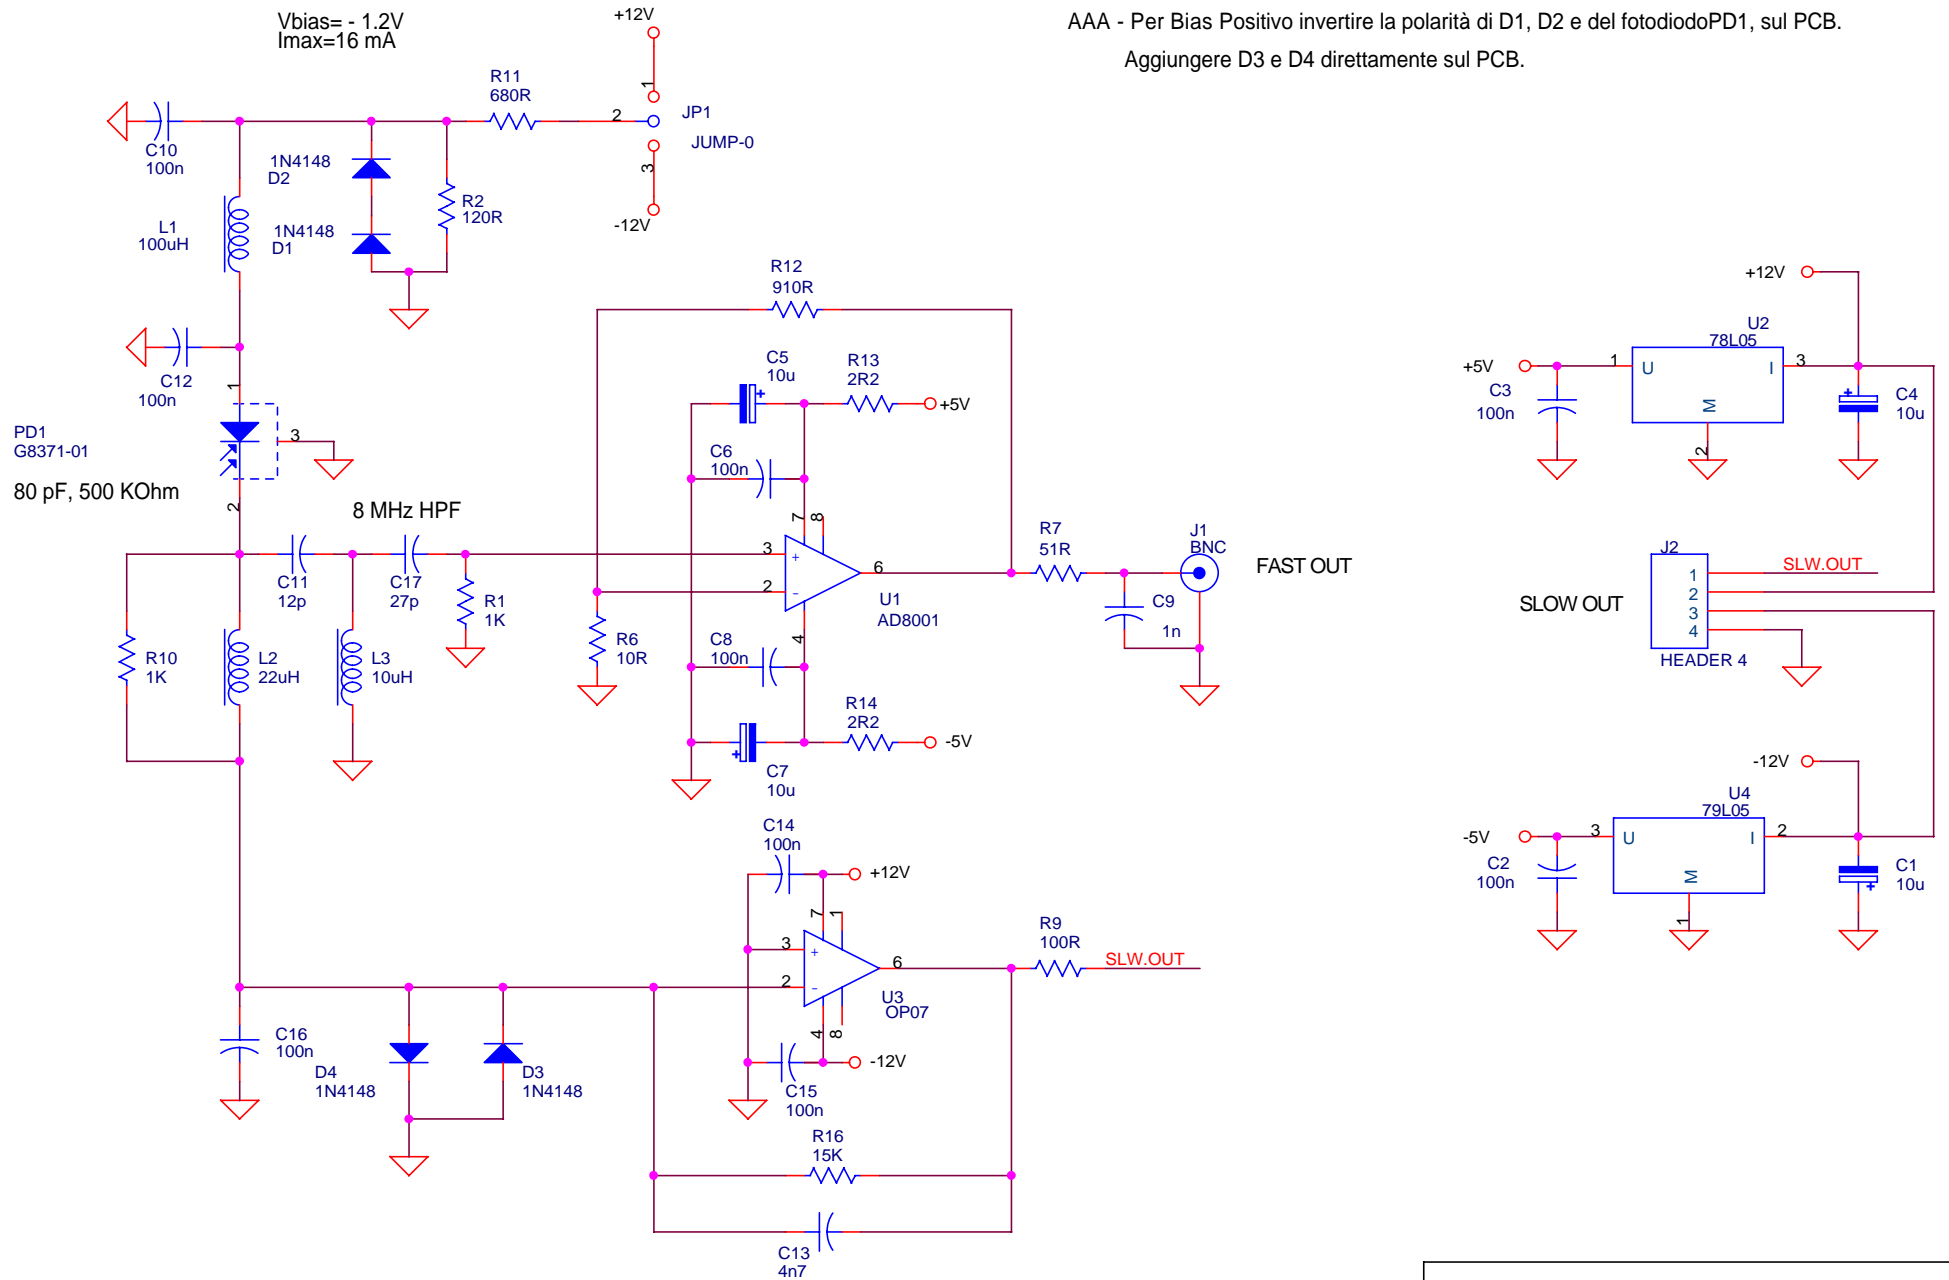 Vbias= - 1.2V
Imax=16 mA
+12V
AAA - Per Bias Positivo invertire la polarità di D1, D2 e del fotodiodoPD1, sul PCB.
Aggiungere D3 e D4 direttamente sul PCB.
R11
680R
1
2
3
JP1
JUMP-0
-12V
C10
100n
1N4148
D2
1N4148
D1
R2
120R
L1
100uH
C12
100n
1
PD1
G8371-01
3
80 pF, 500 KOhm
2
8 MHz HPF
C11
12p
C17
27p
R1
1K
R10
1K
L2
22uH
L3
10uH
R12
910R
C5
10u
+
R13
2R2
+5V
C6
100n
7
8
3
+
2
-
6
4
U1
AD8001
R6
10R
C8
100n
R14
2R2
-5V
+
C7
10u
R7
51R
J1
BNC
C9
1n
FAST OUT
+12V
U2
78L05
+5V
1
U
I
3
M
2
C3
100n
+
C4
10u
SLOW OUT
J2
1
2
3
4
SLW.OUT
HEADER 4
-12V
U4
79L05
-5V
3
U
I
2
M
1
C2
100n
+
C1
10u
C14
100n
+12V
7
1
3
+
2
-
6
4
8
U3
OP07
-12V
C15
100n
R9
100R
SLW.OUT
C16
100n
D4
1N4148
D3
1N4148
R16
15K
C13
4n7